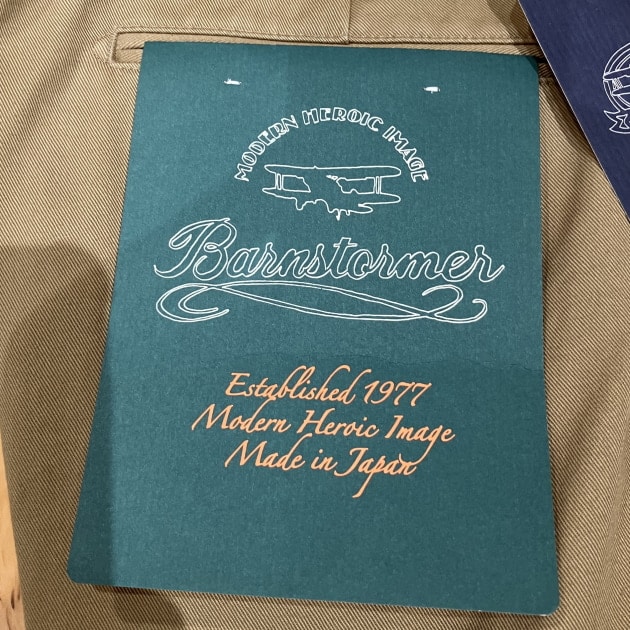 MODERN HEROIC IMAGE
Barnstormer
Established 1977
Modern Heroic Image
Made in Japan